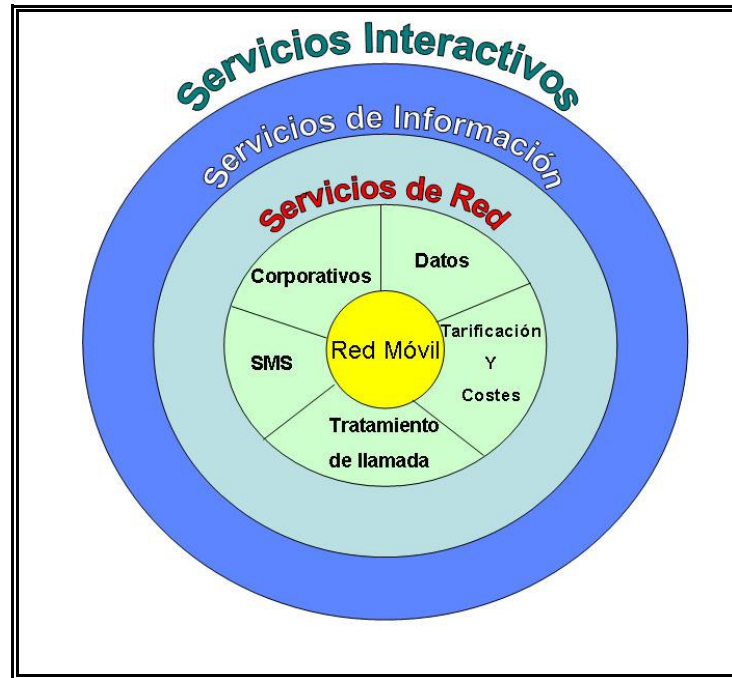 Servicios Interactivos
Servicios de Información
Servicios de Red
Corporativos
Datos
SMS
Red Móvil
Tarificación
Y
Costes
Tratamiento
de llamada